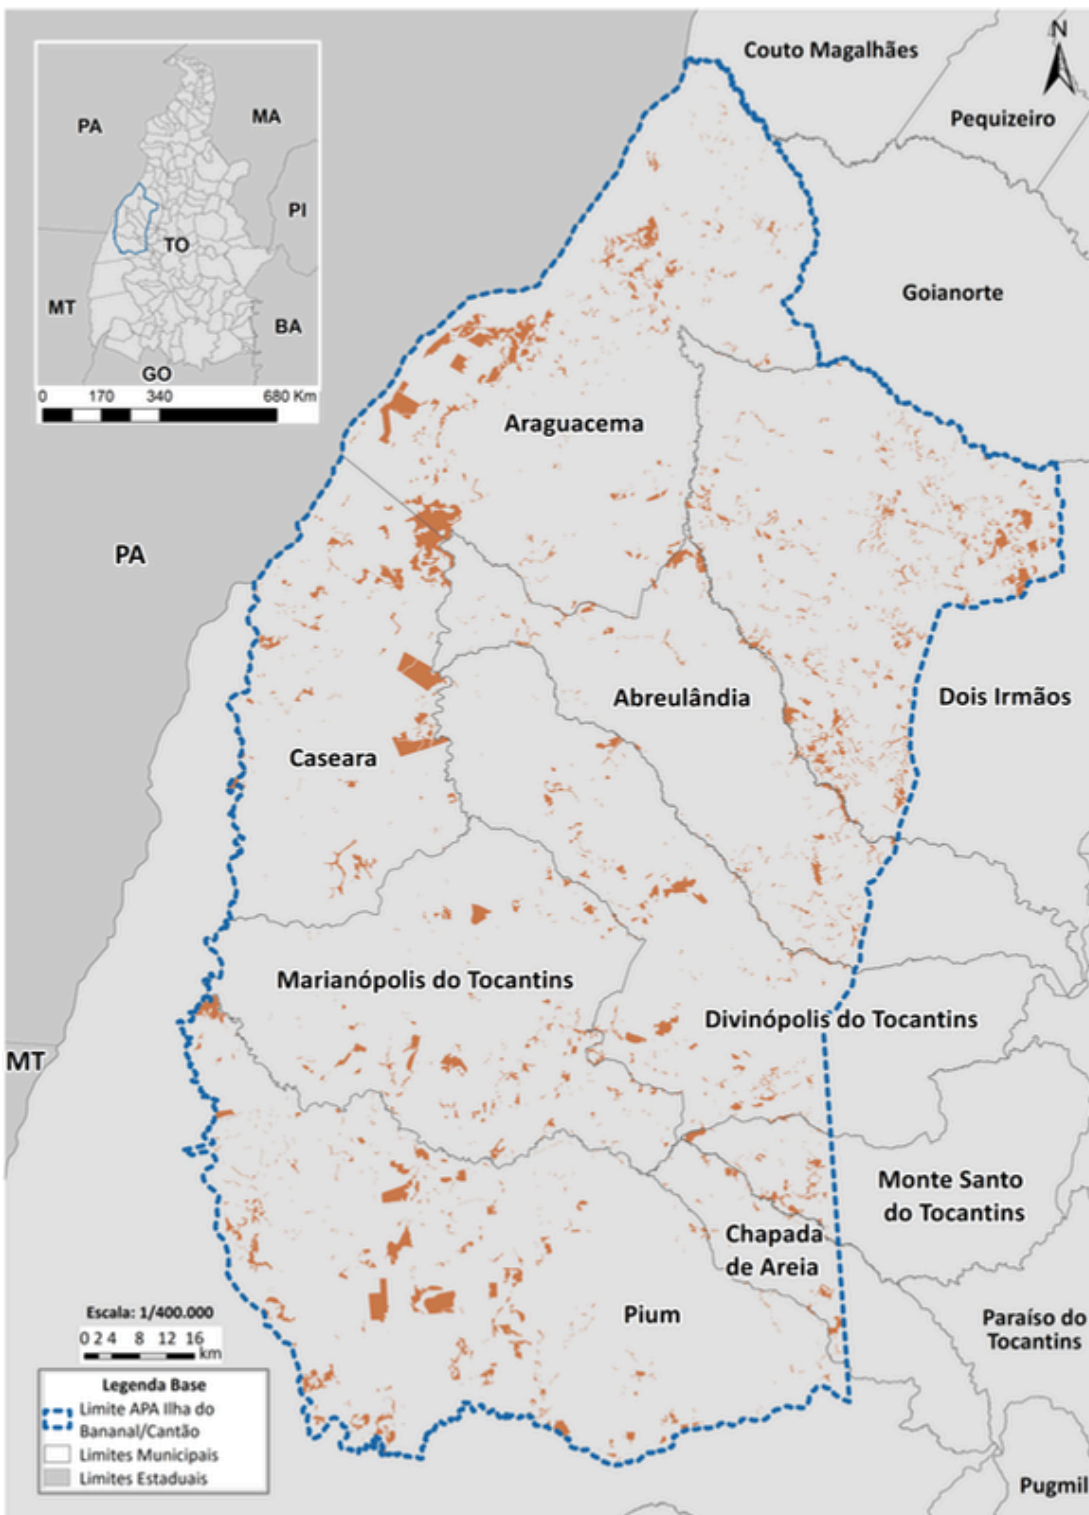 Couto Magalhães
N
Pequizeiro
MA
PA
PI
TO
MT
BA
GO
0 170 340 680 Km
Goianorte
Araguacema
PA
Abreulândia
Dois Irmãos
Caseara
Marianópolis do Tocantins
Divinópolis do Tocantins
MT
Monte Santo
do Tocantins
Chapada
de Areia
Pium
Paraíso do
Tocantins
Escala: 1/400.000
0 2 4 8 12 16
km
Legenda Base
Limite APA Ilha do
Bananal/Cantão
Limites Municipais
Limites Estaduais
Pugmil